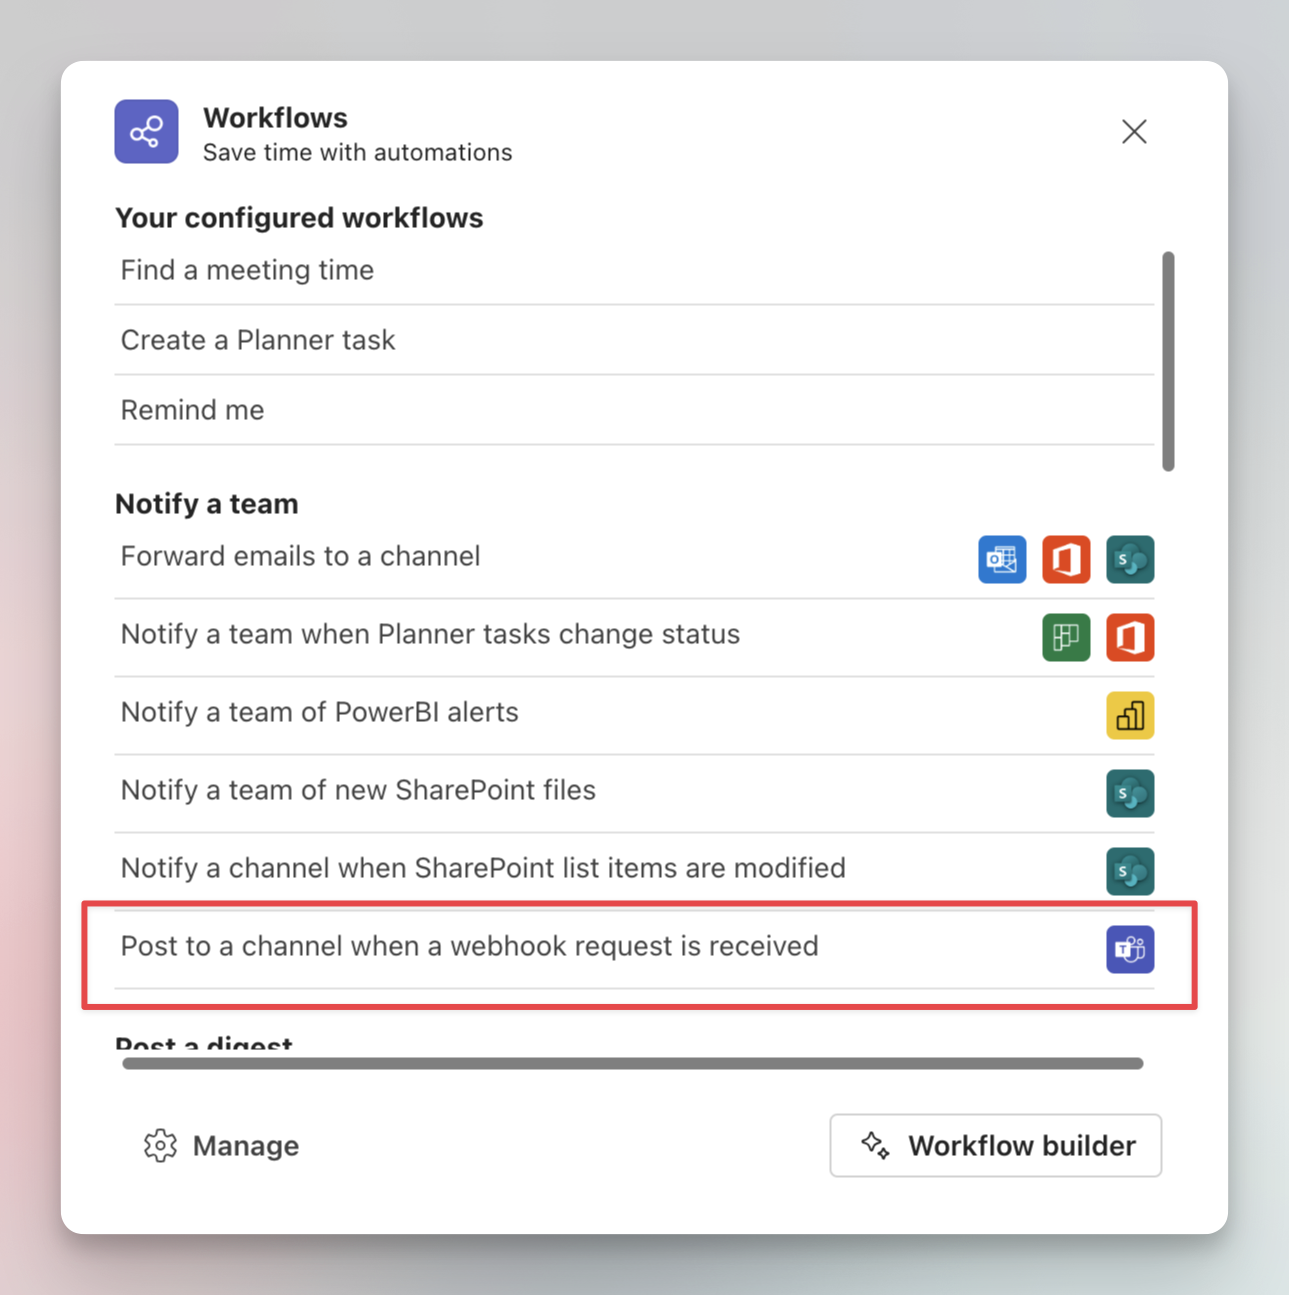 Workflows
Save time with automations
Your configured workflows
Find a meeting time
Create a Planner task
Remind me
Notify a team
Forward emails to a channel
Notify a team when Planner tasks change status
Notify a team of PowerBI alerts
Notify a team of new SharePoint files
Notify a channel when SharePoint list items are modified
Post to a channel when a webhook request is received
Post a digest
Manage
Workflow builder